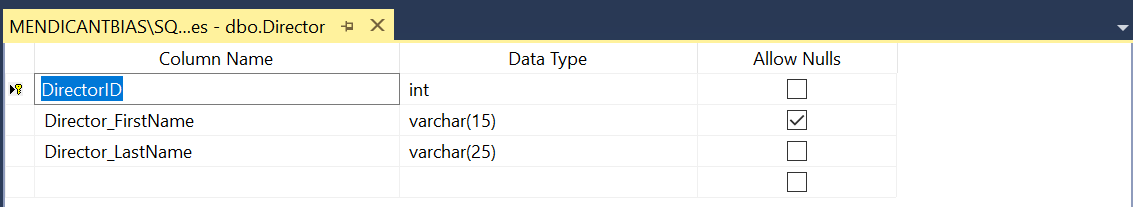 MENDICANTBIAS\SQ...es - dbo.Director
Column Name Data Type Allow Nulls
DirectorID int
Director_FirstName varchar(15)
Director_LastName varchar(25)